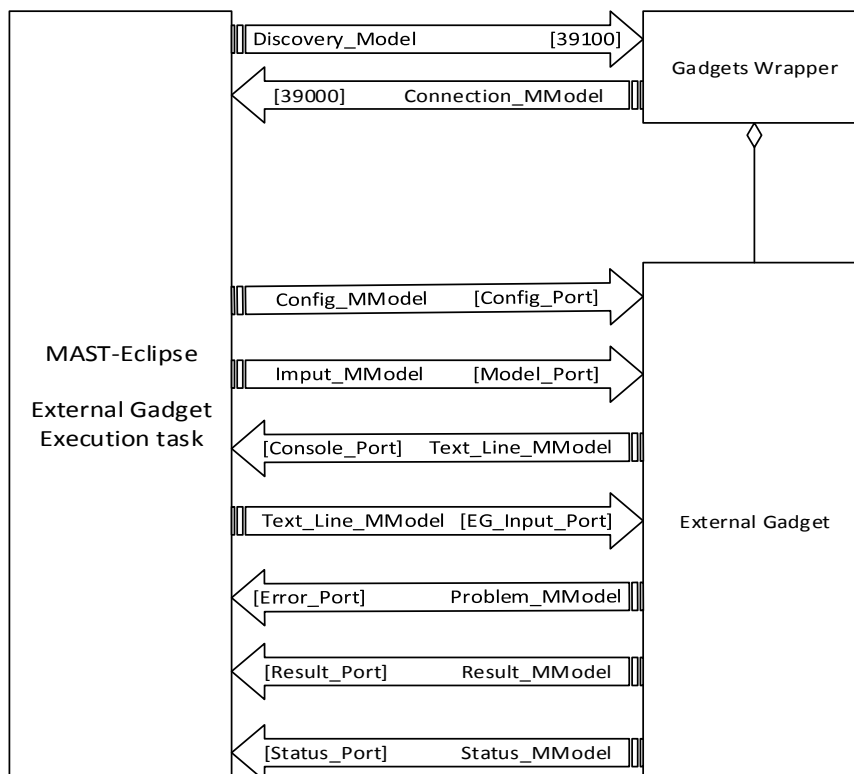 Discovery_Model [39100]
Gadgets Wrapper
[39000] Connection_MModel
Config_MModel [Config_Port]
MAST-Eclipse
External Gadget
Execution task
Imput_MModel [Model_Port]
[Console_Port] Text_Line_MModel
Text_Line_MModel [EG_Input_Port]
External Gadget
[Error_Port] Problem_MModel
[Result_Port] Result_MModel
[Status_Port] Status_MModel